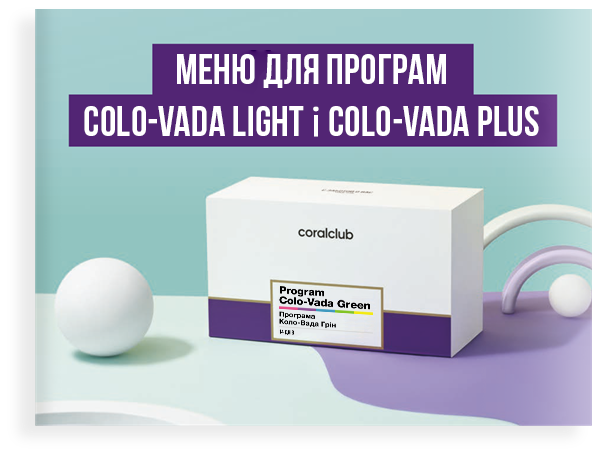 МЕНЮ ДЛЯ ПРОГРАМ
COLO-VADA LIGHT і COLO-VADA PLUS
coralclub
Program
Colo-Vada Green
Програма
Коло-Вада Грін